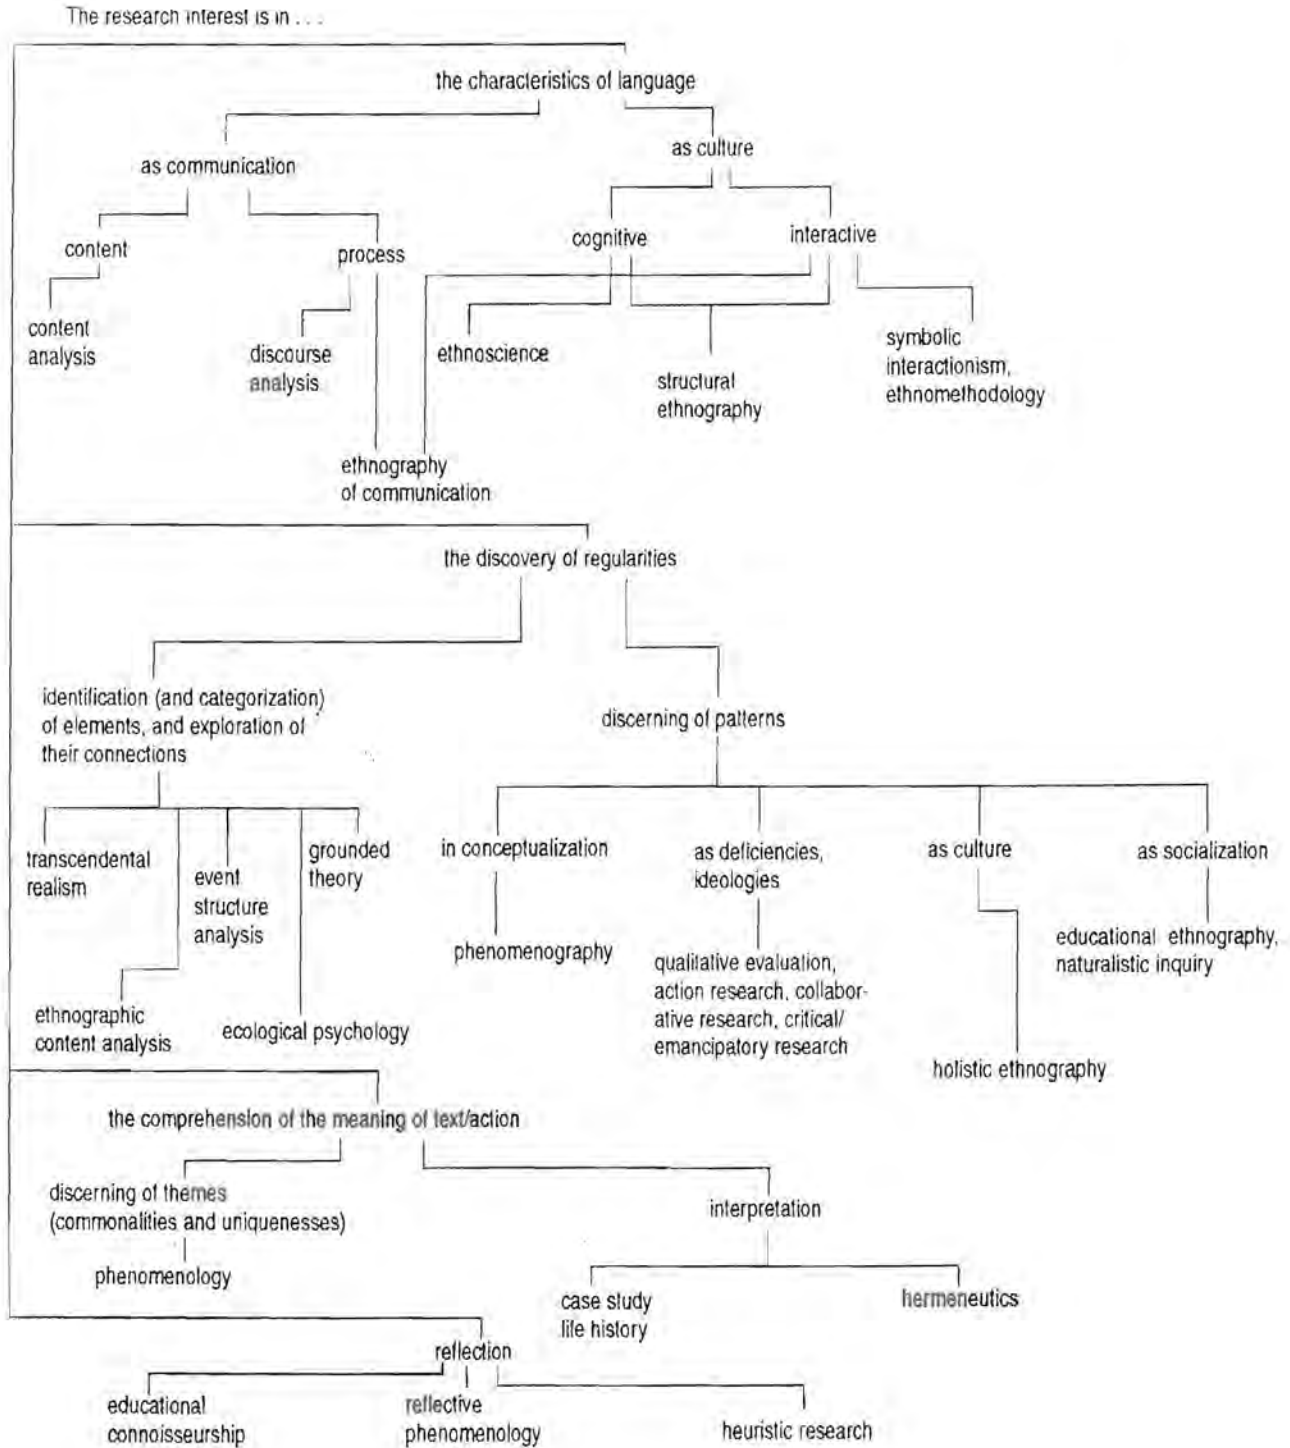 The research interest is in . . .
the characteristics of language
as communication
as culture
content
process
cognitive
interactive
content
analysis
discourse
analysis
ethnoscience
structural
ethnography
symbolic
interactionism,
ethnomethodology
ethnography
of communication
the discovery of regularities
identification (and categorization)
of elements, and exploration of
their connections
discerning of patterns
transcendental
realism
event
structure
analysis
grounded
theory
ethnographic
content analysis
ecological psychology
in conceptualization
as deficiencies,
ideologies
as culture
as socialization
phenomenography
qualitative evaluation,
action research, collabor-
ative research, critical/
emancipatory research
holistic ethnography
educational ethnography,
naturalistic inquiry
the comprehension of the meaning of text/action
discerning of themes
(commonalities and uniquenesses)
interpretation
phenomenology
case study
life history
hermeneutics
reflection
educational
connoisseurship
reflective
phenomenology
heuristic research